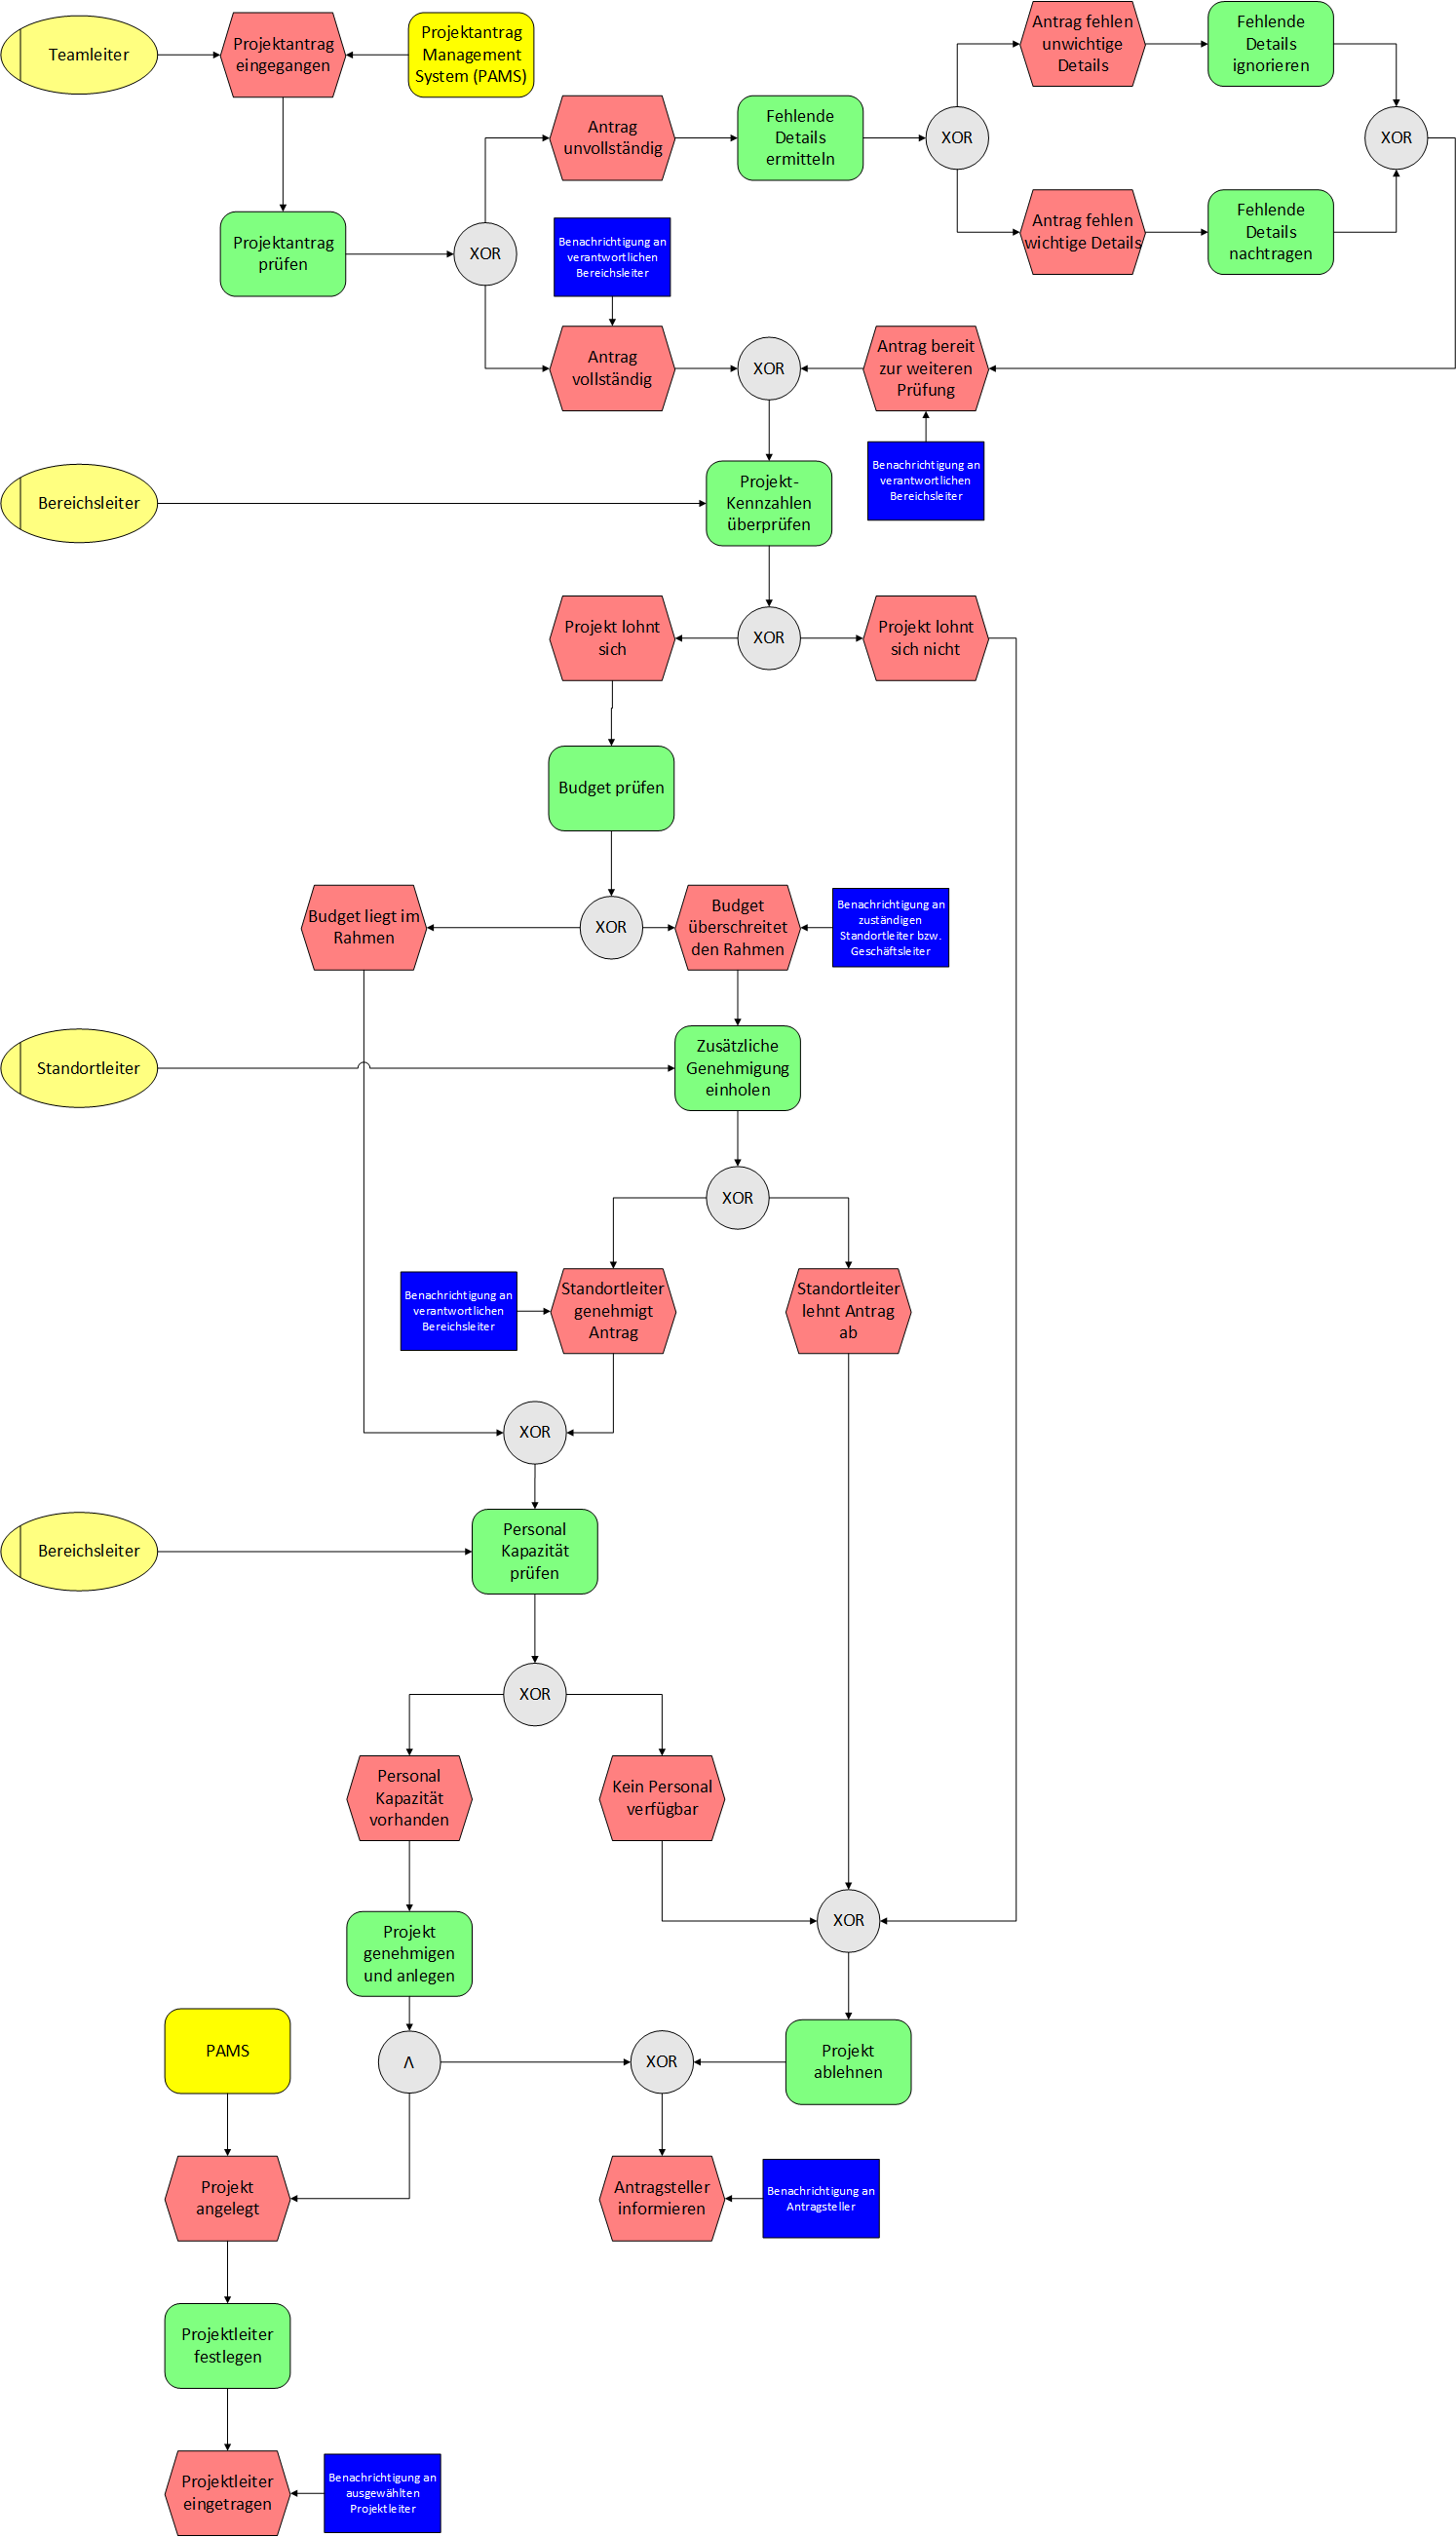 Teamleiter
Projektantrag
eingegangen
Projektantrag
Management
System (PAMS)
Antrag fehlen
unwichtige
Details
Fehlende
Details
ignorieren
Antrag
unvollständig
Fehlende
Details
ermitteln
XOR
XOR
Projektantrag
prüfen
XOR
Benachrichtigung an
verantwortlichen
Bereichsleiter
Antrag fehlen
wichtige Details
Fehlende
Details
nachtragen
Antrag
vollständig
XOR
Antrag bereit
zur weiteren
Prüfung
Bereichsleiter
Projekt-
Kennzahlen
überprüfen
Benachrichtigung an
verantwortlichen
Bereichsleiter
Projekt lohnt
sich
XOR
Projekt lohnt
sich nicht
Budget prüfen
Budget liegt im
Rahmen
XOR
Budget
überschreitet
den Rahmen
Benachrichtigung an
zuständigen
Standortleiter bzw.
Geschäftsleiter
Standortleiter
Zusätzliche
Genehmigung
einholen
XOR
Benachrichtigung an
verantwortlichen
Bereichsleiter
Standortleiter
genehmigt
Antrag
Standortleiter
lehnt Antrag
ab
XOR
Bereichsleiter
Personal
Kapazität
prüfen
XOR
Personal
Kapazität
vorhanden
Kein Personal
verfügbar
XOR
Projekt
genehmigen
und anlegen
PAMS
Λ
XOR
Projekt
ablehnen
Projekt
angelegt
Antragsteller
informieren
Benachrichtigung an
Antragsteller
Projektleiter
festlegen
Projektleiter
eingetragen
Benachrichtigung an
ausgewählten
Projektleiter